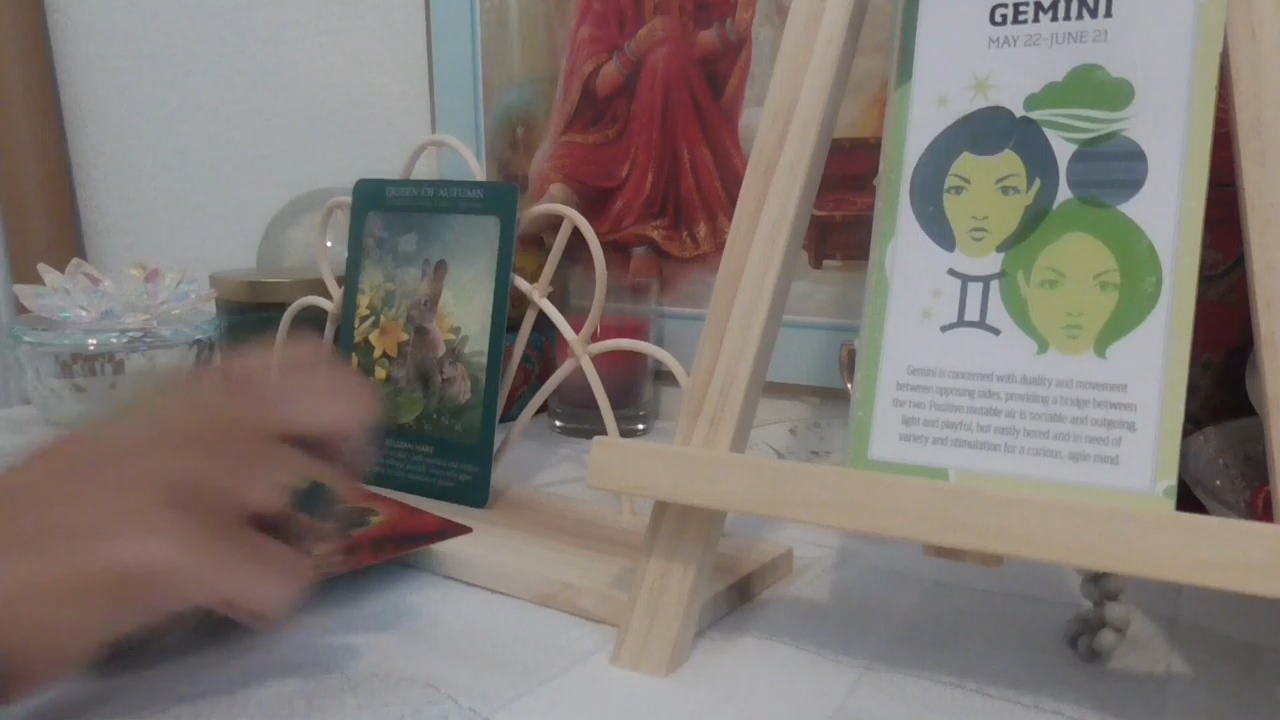 QUEEN OF AUTUMN
GEMINI
MAY 22-JUNE 21
Gemini is concerned with duality and movement
between opposing sides, providing a bridge between
the two. Positive mutable air is sociable and outgoing,
light and playful, but easily bored and in need of
variety and stimulation for a curious, agile mind.
HARE